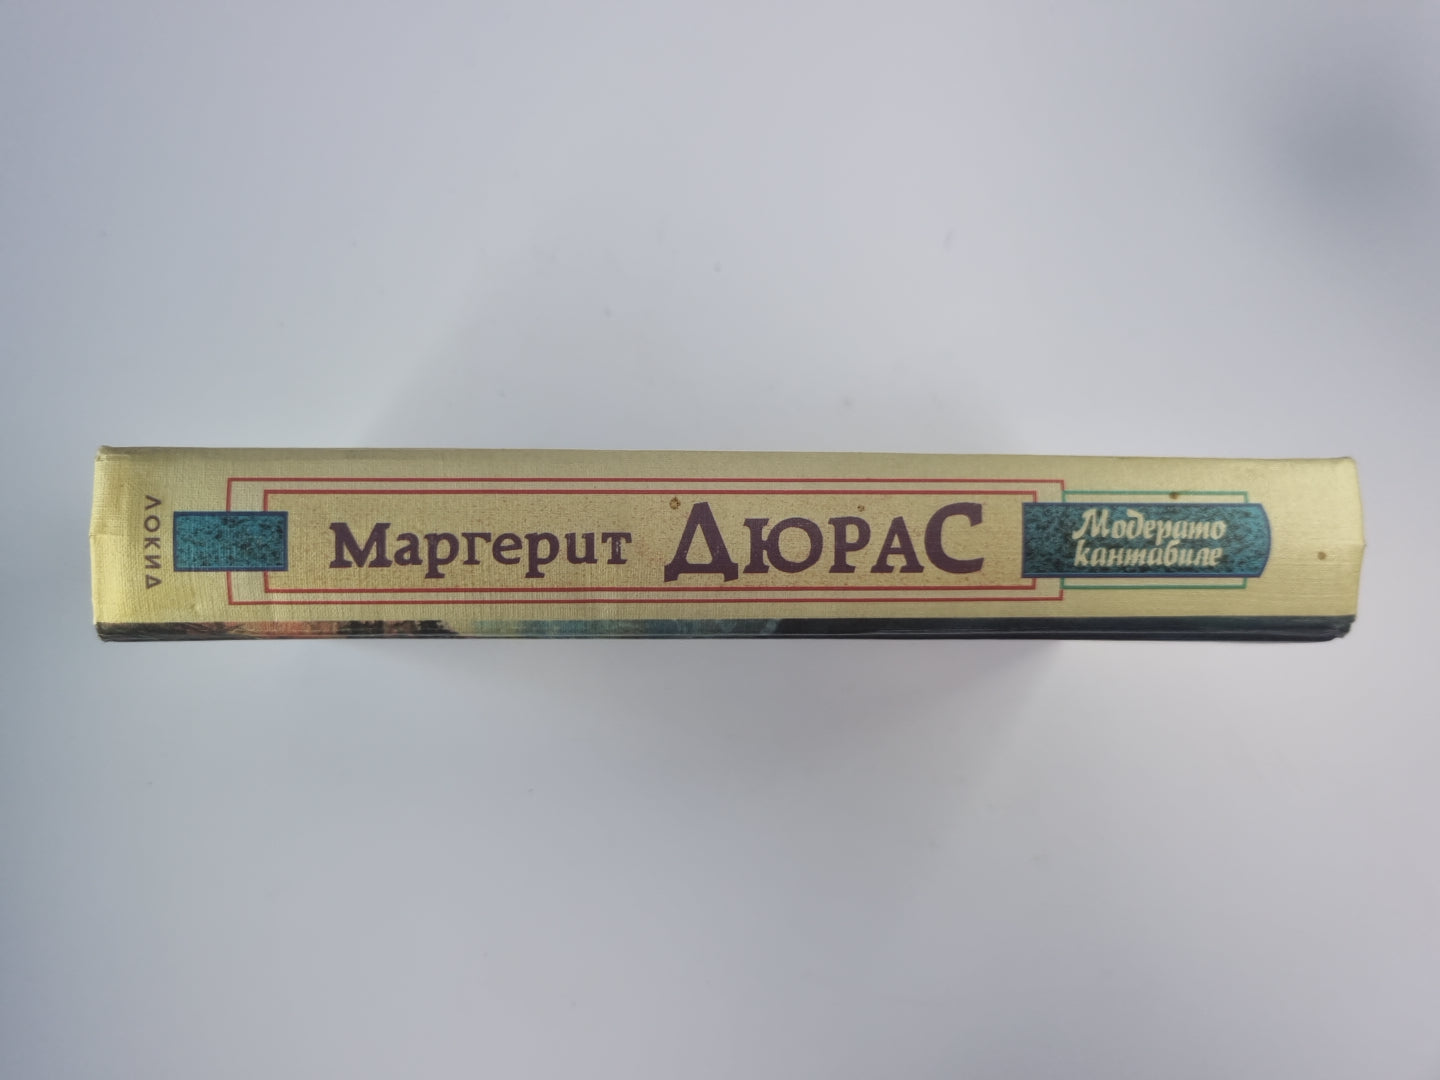 ЛОКИД
Маргерит ДЮРАС
Модерато
кантабиле